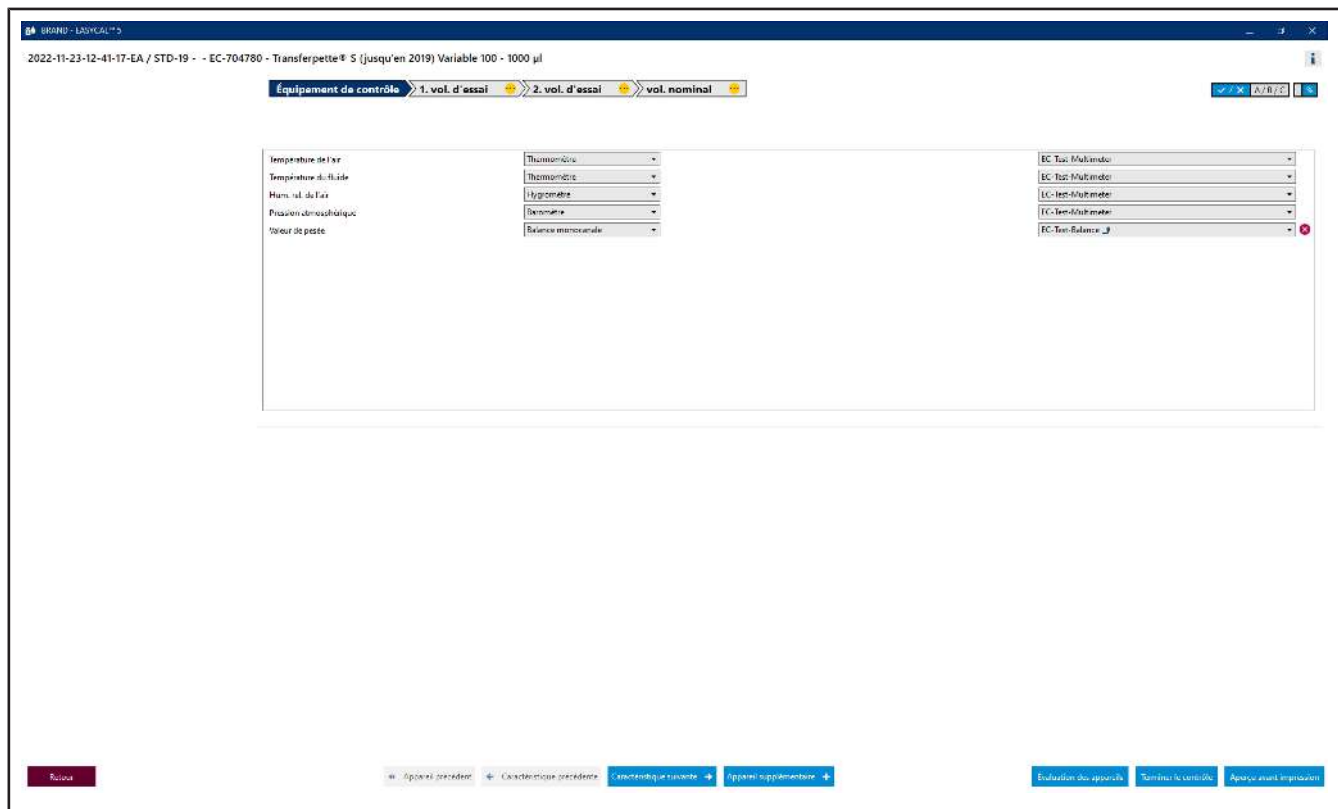 BRAND - EASYCAL™ 5
2022-11-23-12-41-17-EA / STD-19 - - EC-704780 - Transferpette® S (jusqu'en 2019) Variable 100 - 1000 µl
Équipement de contrôle 1. vol. d'essai 2. vol. d'essai vol. nominal
✓ / X A / B / C %
Température de l'air Thermomètre EC-Test-Multimeter
Température du fluide Thermomètre EC-Test-Multimeter
Hum. rel. de l'air Hygromètre EC-Test-Multimeter
Pression atmosphérique Baromètre EC-Test-Multimeter
Valeur de pesée Balance monocanale EC-Test-Balance
Retour Appareil précédent Caractéristique précédente Caractéristique suivante Appareil supplémentaire Évaluation des appareils Terminer le contrôle Aperçu avant impression